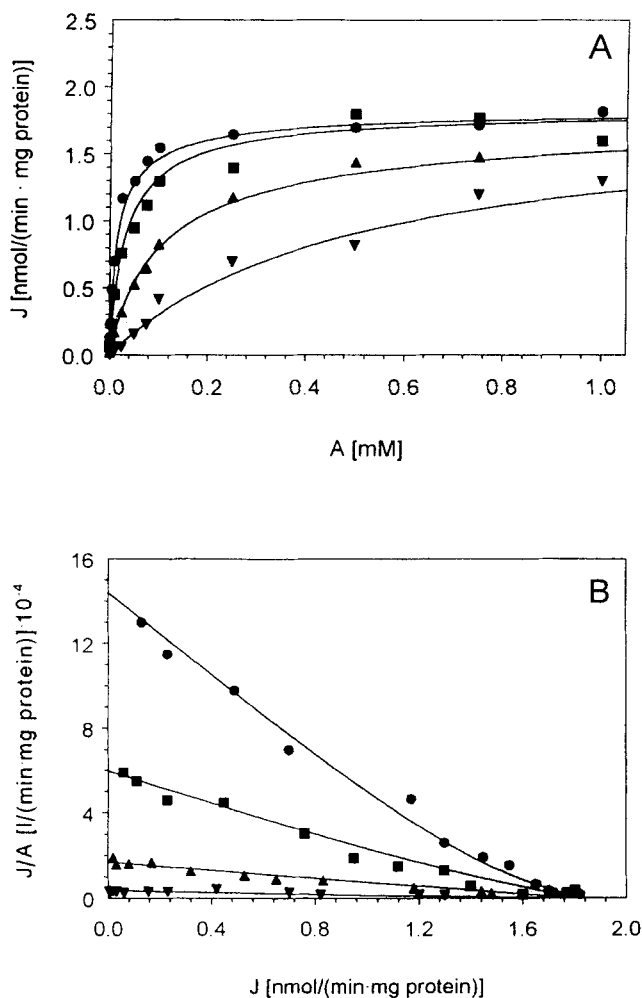 A
J [nmol/(min · mg protein)]
2.5
2.0
1.5
1.0
0.5
0.0
0.0 0.2 0.4 0.6 0.8 1.0
A [mM]
B
J/A [l/(min·mg protein)]·10⁻⁴
16
12
8
4
0
0 0.4 0.8 1.2 1.6 2.0
J [nmol/(min·mg protein)]